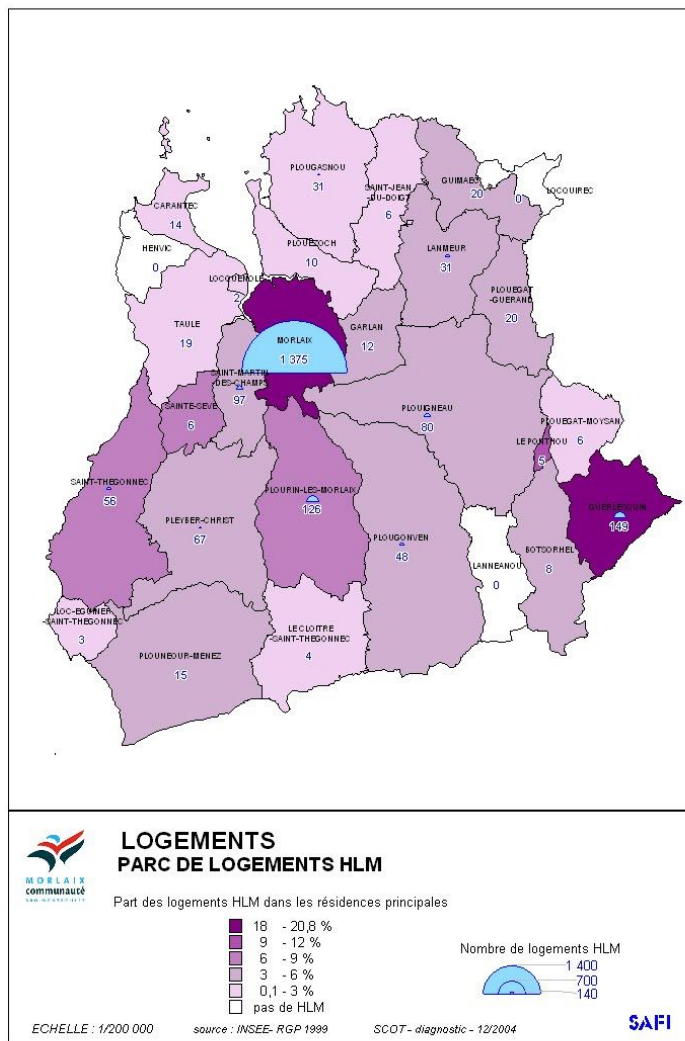 PLOUGASNOU
31
SAINT-JEAN
-DU-DOIGT
6
GUIMAEC
20
LOCQUIREC
0
CARANTEC
14
HENVIC
0
PLOUEZOCH
10
LANMEUR
31
LOCQUENOLE
2
PLOUEGAT
-GUERAND
20
TAULE
19
GARLAN
12
MORLAIX
1 375
SAINT-MARTIN
-DES-CHAMPS
97
SAINTE-SEVE
6
PLOUIGNEAU
80
PLOUEGAT-MOYSAN
6
LE PONTHOU
5
SAINT-THEGONNEC
56
PLOURIN-LES-MORLAIX
126
GUERLESQUIN
149
PLEYBER-CHRIST
67
PLOUGONVEN
48
BOTSORHEL
8
LANNEANOU
0
LOC-EGUINER
-SAINT-THEGONNEC
3
LE CLOITRE
-SAINT-THEGONNEC
4
PLOUNEOUR-MENEZ
15
MORLAIX
communauté
LOGEMENTS
PARC DE LOGEMENTS HLM
Part des logements HLM dans les résidences principales
18 - 20,8 %
9 - 12 %
6 - 9 %
3 - 6 %
0,1 - 3 %
pas de HLM
Nombre de logements HLM
1 400
700
140
ECHELLE : 1/200 000 source : INSEE- RGP 1999 SCOT - diagnostic - 12/2004
SAFI